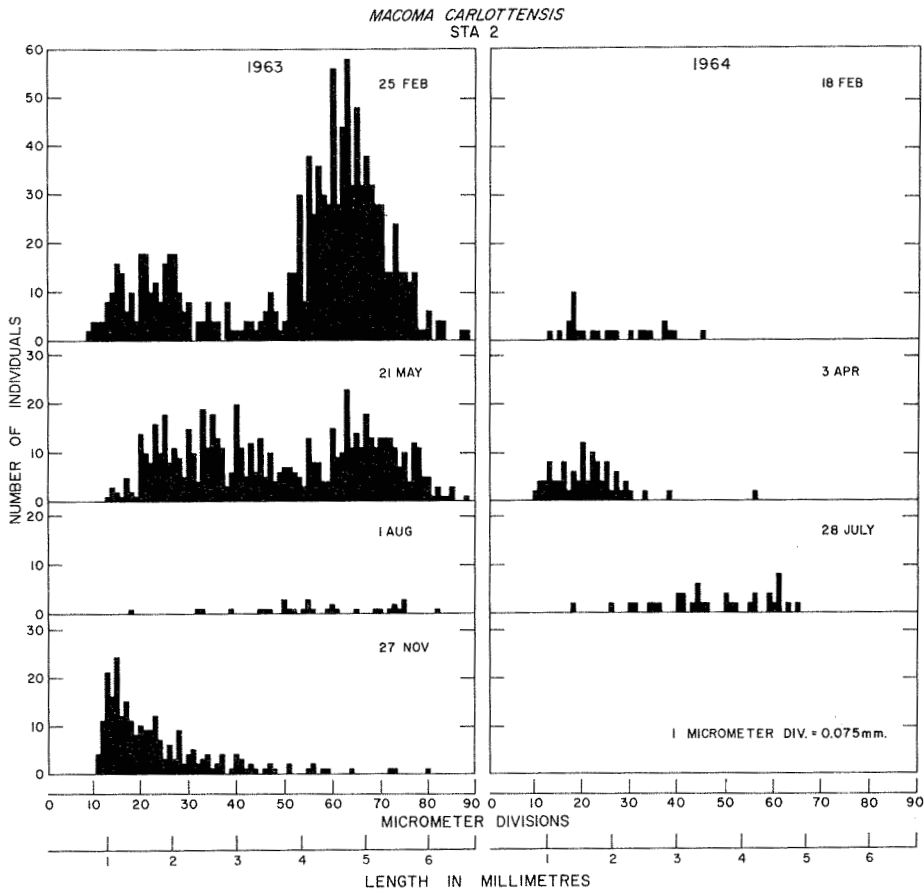 MACOMA CARLOTTENSIS
STA 2
1963
25 FEB
60
50
40
30
20
10
0
21 MAY
30
20
10
0
1 AUG
20
10
0
27 NOV
30
20
10
0
NUMBER OF INDIVIDUALS
1964
18 FEB
3 APR
28 JULY
1 MICROMETER DIV. = 0.075mm.
0 10 20 30 40 50 60 70 80 90
0 10 20 30 40 50 60 70 80 90
MICROMETER DIVISIONS
1 2 3 4 5 6
1 2 3 4 5 6
LENGTH IN MILLIMETRES